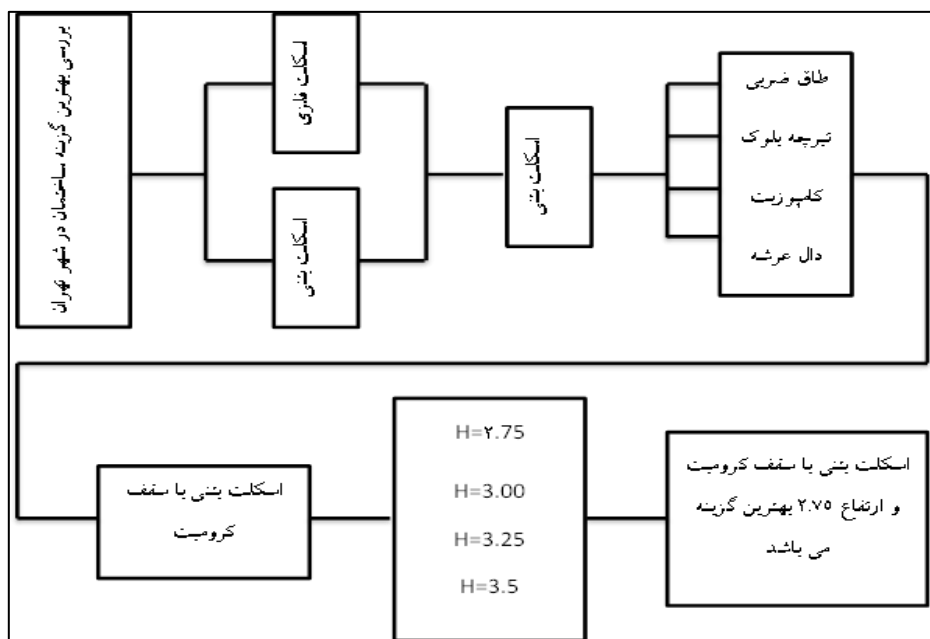 بررسی بهترین گزینه ساختمان در شهر تهران
اسکلت فلزی
اسکلت بتنی
اسکلت بتنی
طاق ضربی
تیرچه بلوک
کامپوزیت
دال عرشه
اسکلت بتنی با سقف
کرومیت
H=۲.75
H=3.00
H=3.25
H=3.5
اسکلت بتنی با سقف کرومیت
و ارتفاع ۲.۷۵ بهترین گزینه
می باشد